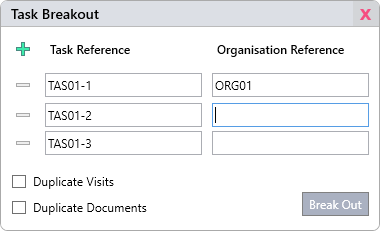 Task Breakout X
Task Reference Organisation Reference
TAS01-1 ORG01
TAS01-2
TAS01-3
Duplicate Visits
Duplicate Documents
Break Out